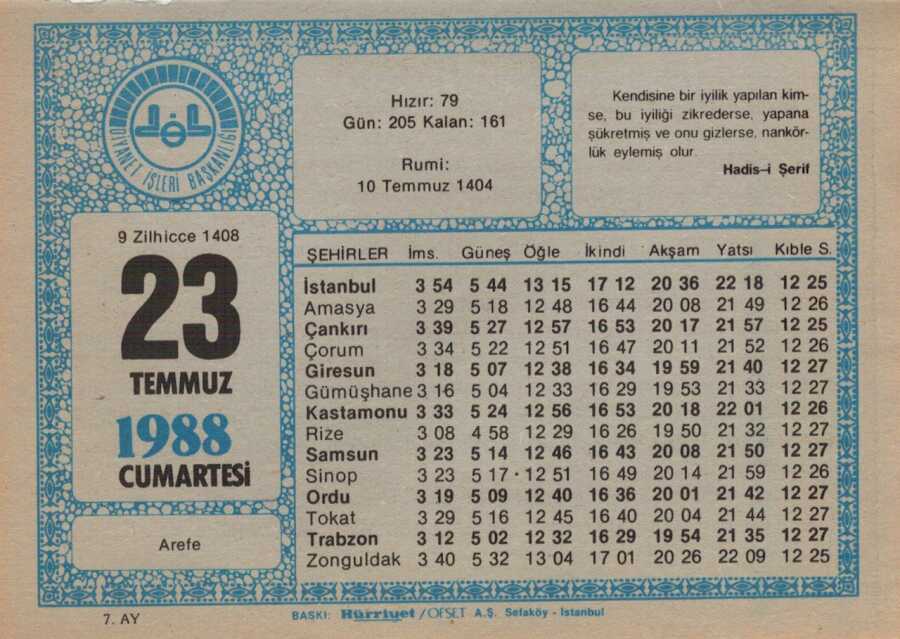 DİYANET İŞLERİ BAŞKANLIĞI
Hızır: 79
Gün: 205 Kalan: 161
Rumi:
10 Temmuz 1404
Kendisine bir iyilik yapılan kim-
se, bu iyiliği zikrederse, yapana
şükretmiş ve onu gizlerse, nankör-
lük eylemiş olur.
Hadis-i Şerif
9 Zilhicce 1408
23
TEMMUZ
1988
CUMARTESİ
Arefe
ŞEHİRLER İms. Güneş Öğle İkindi Akşam Yatsı Kıble S.
İstanbul 3 54 5 44 13 15 17 12 20 36 22 18 12 25
Amasya 3 29 5 18 12 48 16 44 20 08 21 49 12 26
Çankırı 3 39 5 27 12 57 16 53 20 17 21 57 12 25
Çorum 3 34 5 22 12 51 16 47 20 11 21 52 12 26
Giresun 3 18 5 07 12 38 16 34 19 59 21 40 12 27
Gümüşhane 3 16 5 04 12 33 16 29 19 53 21 33 12 27
Kastamonu 3 33 5 24 12 56 16 53 20 18 22 01 12 26
Rize 3 08 4 58 12 29 16 26 19 50 21 32 12 27
Samsun 3 23 5 14 12 46 16 43 20 08 21 50 12 27
Sinop 3 23 5 17 12 51 16 49 20 14 21 59 12 26
Ordu 3 19 5 09 12 40 16 36 20 01 21 42 12 27
Tokat 3 29 5 16 12 45 16 40 20 04 21 44 12 27
Trabzon 3 12 5 02 12 32 16 29 19 54 21 35 12 27
Zonguldak 3 40 5 32 13 04 17 01 20 26 22 09 12 25
7. AY
BASKI: Hürriyet / OFSET A.Ş. Sefaköy - İstanbul